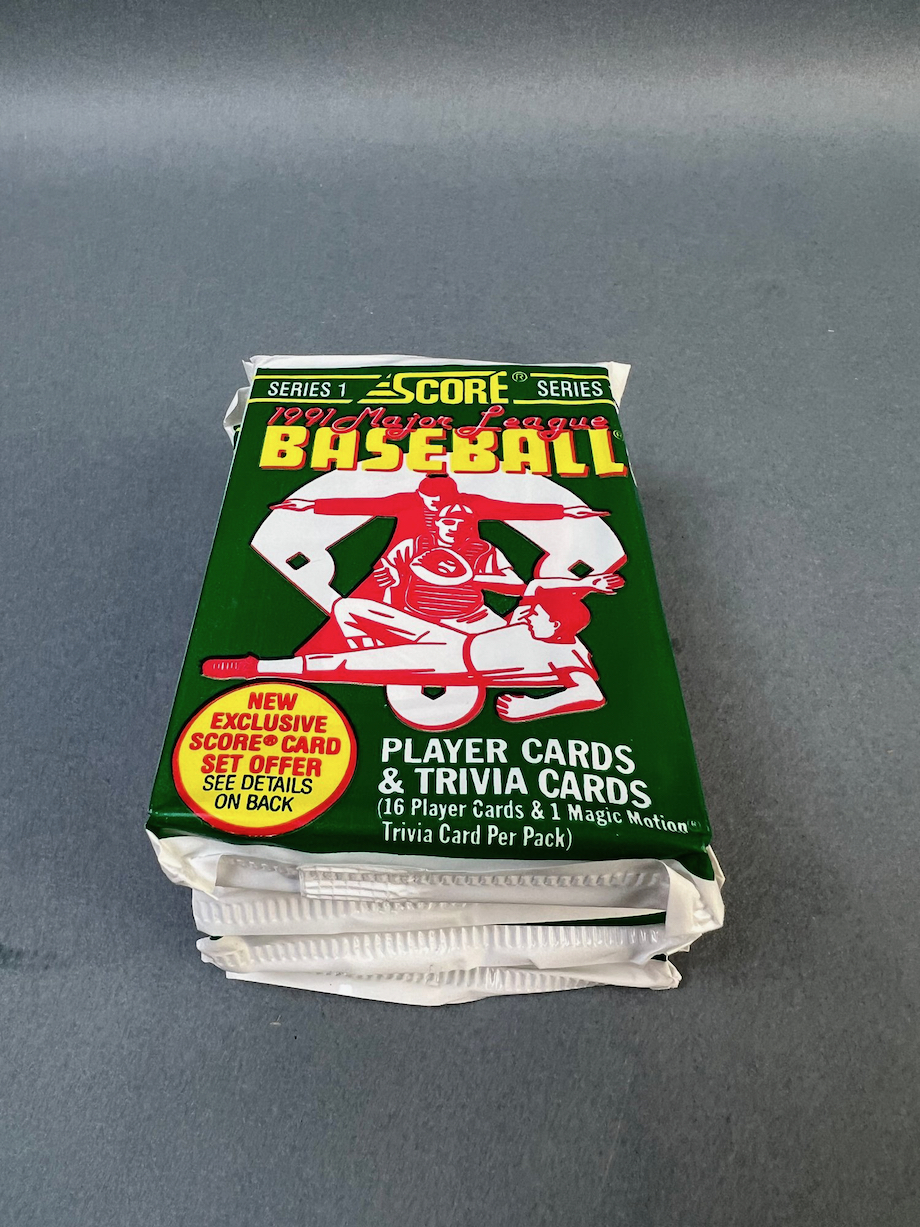 SERIES 1 SCORE® SERIES
1991 Major League
BASEBALL®
NEW
EXCLUSIVE
SCORE® CARD
SET OFFER
SEE DETAILS
ON BACK
PLAYER CARDS
& TRIVIA CARDS
(16 Player Cards & 1 Magic Motion™
Trivia Card Per Pack)